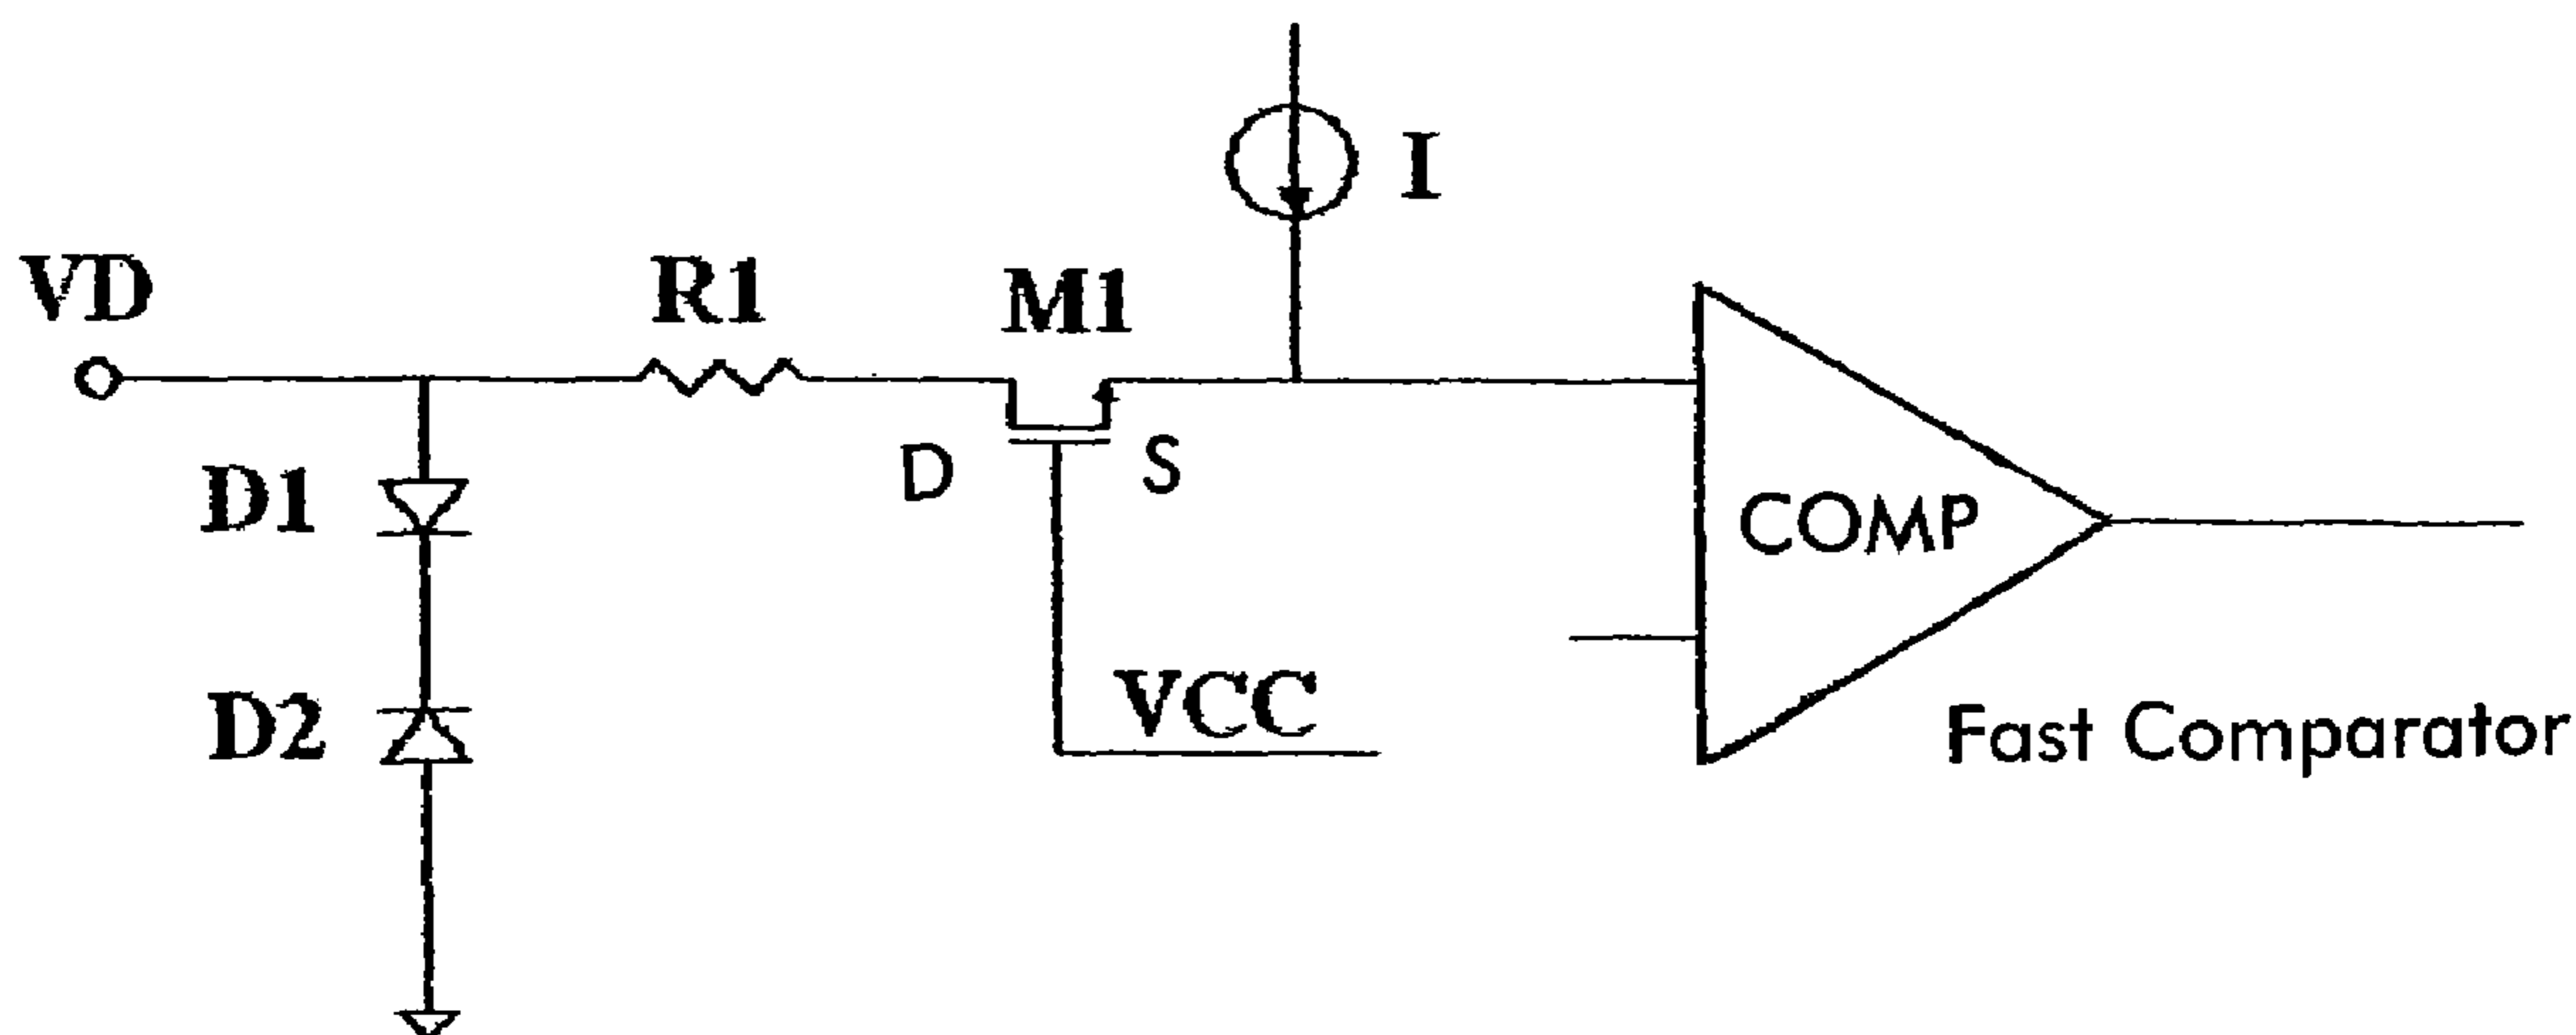 I
VD
R1
M1
D1
D
S
COMP
D2
VCC
Fast Comparator